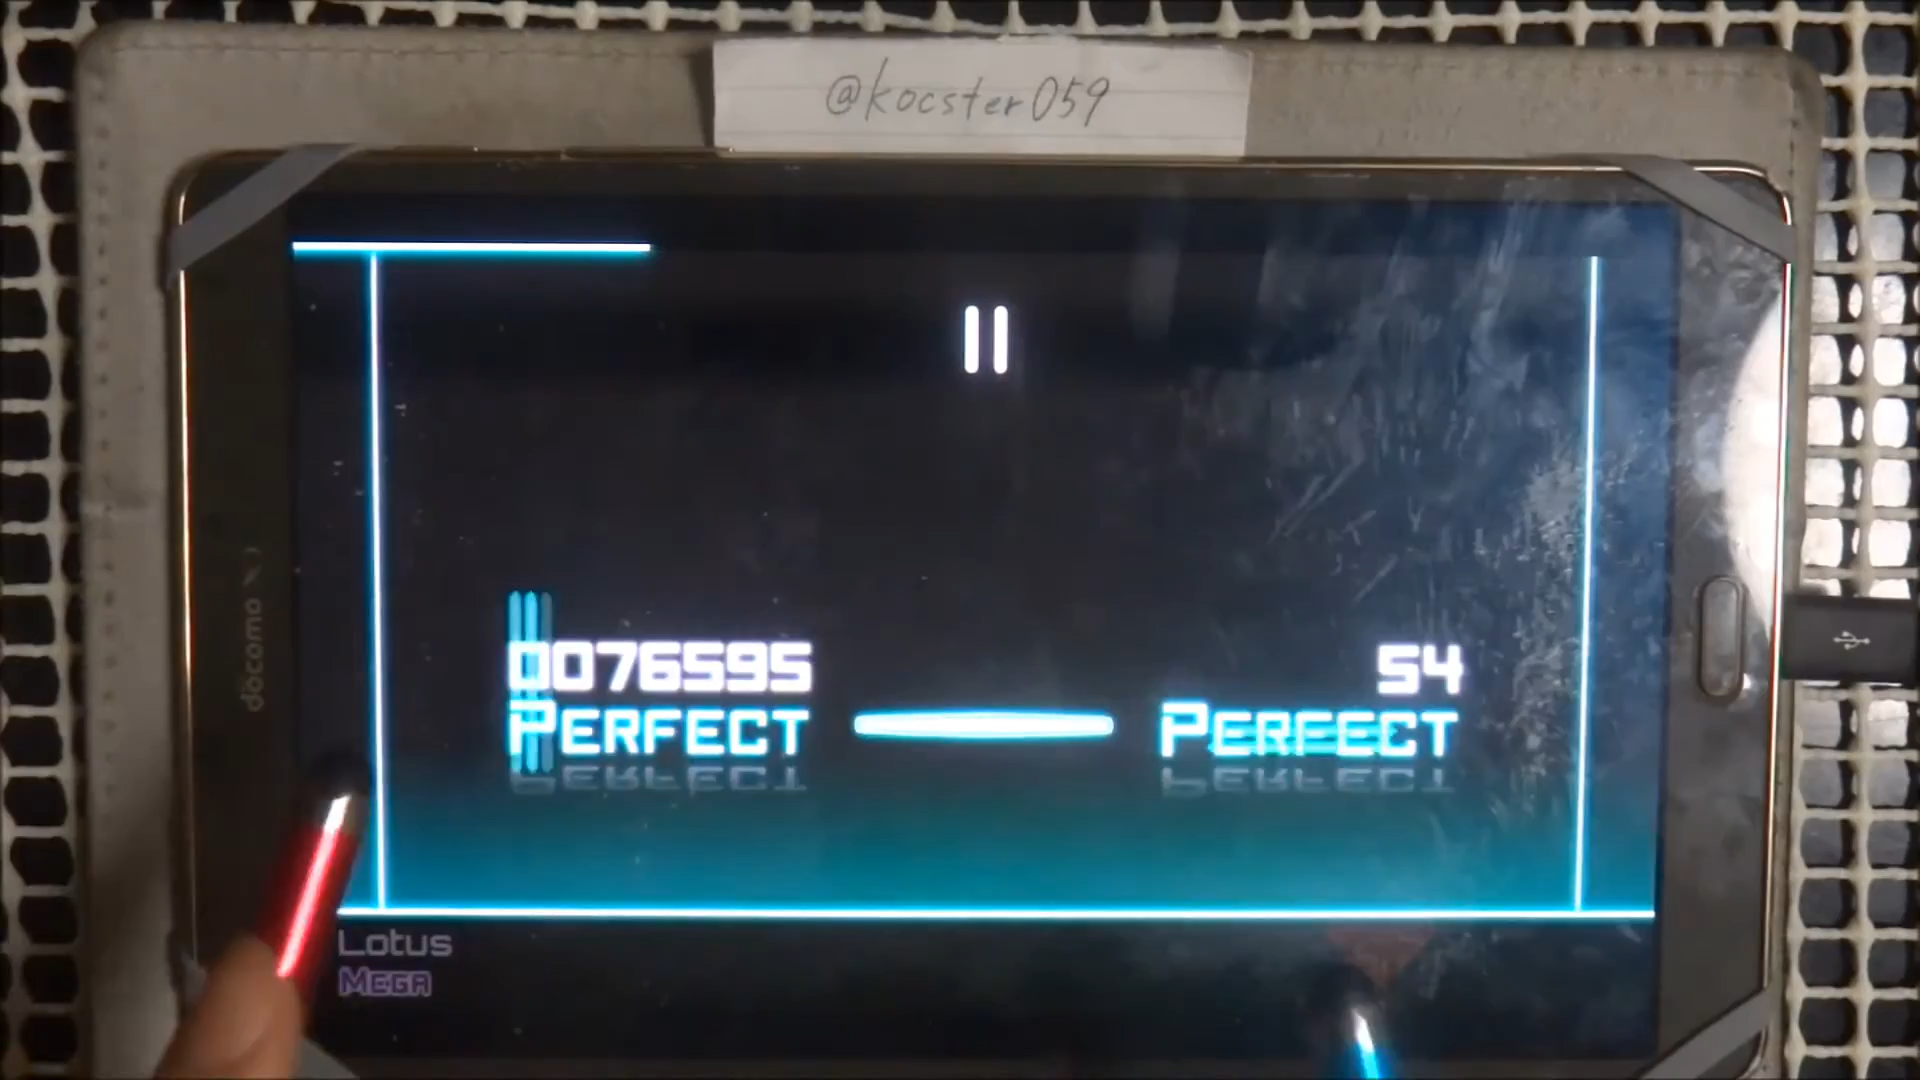 @kocster059
docomo
0076595
54
PERFECT
PERFECT
Lotus
MEGA